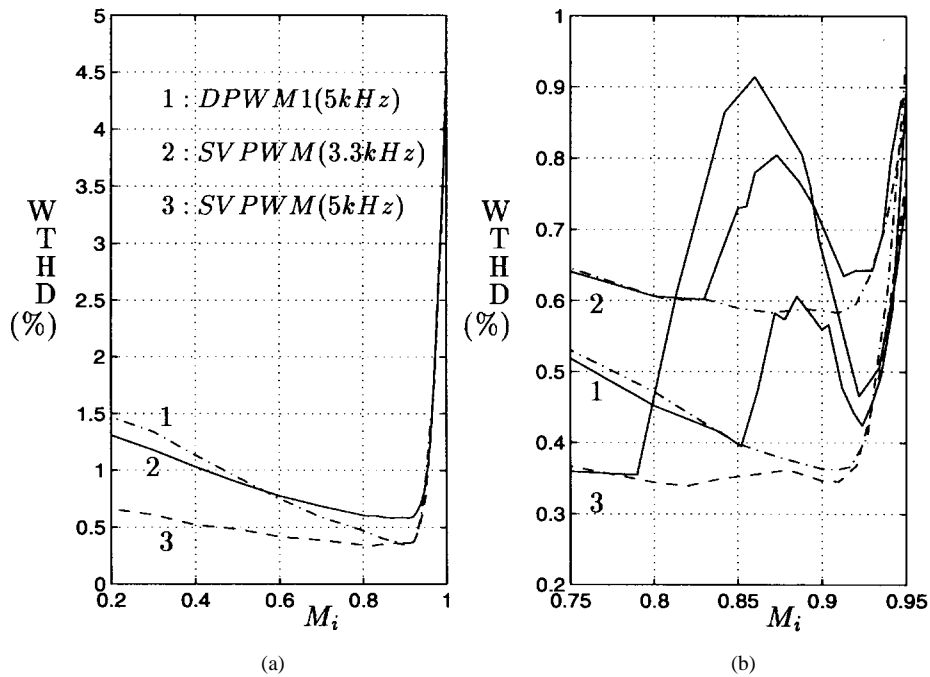 5
4.5
4
3.5
3
2.5
2
1.5
1
0.5
0
0.2
0.4
0.6
0.8
1
W
T
H
D
(%)
1 : DPWM1(5kHz)
2 : SVPWM(3.3kHz)
3 : SVPWM(5kHz)
1
2
3
M_i
(a)
1
0.9
0.8
0.7
0.6
0.5
0.4
0.3
0.2
0.75
0.8
0.85
0.9
0.95
W
T
H
D
(%)
2
1
3
M_i
(b)